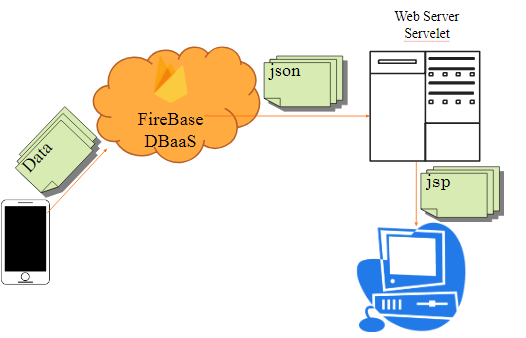 Web Server
Servelet
json
FireBase
DBaaS
Data
jsp